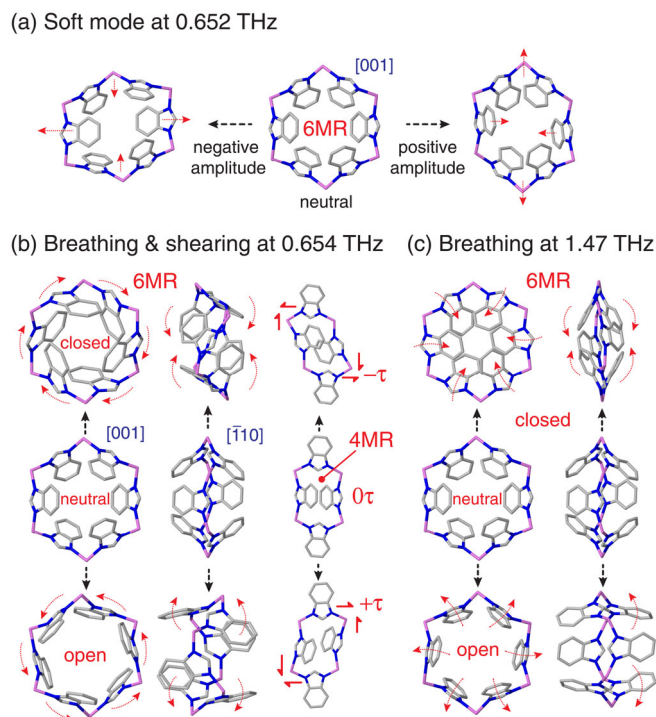 (a) Soft mode at 0.652 THz
[001]
6MR
negative
amplitude
positive
amplitude
neutral
(b) Breathing & shearing at 0.654 THz
(c) Breathing at 1.47 THz
6MR
6MR
closed
−τ
closed
[001]
[1̄10]
4MR
neutral
0τ
neutral
+τ
open
open